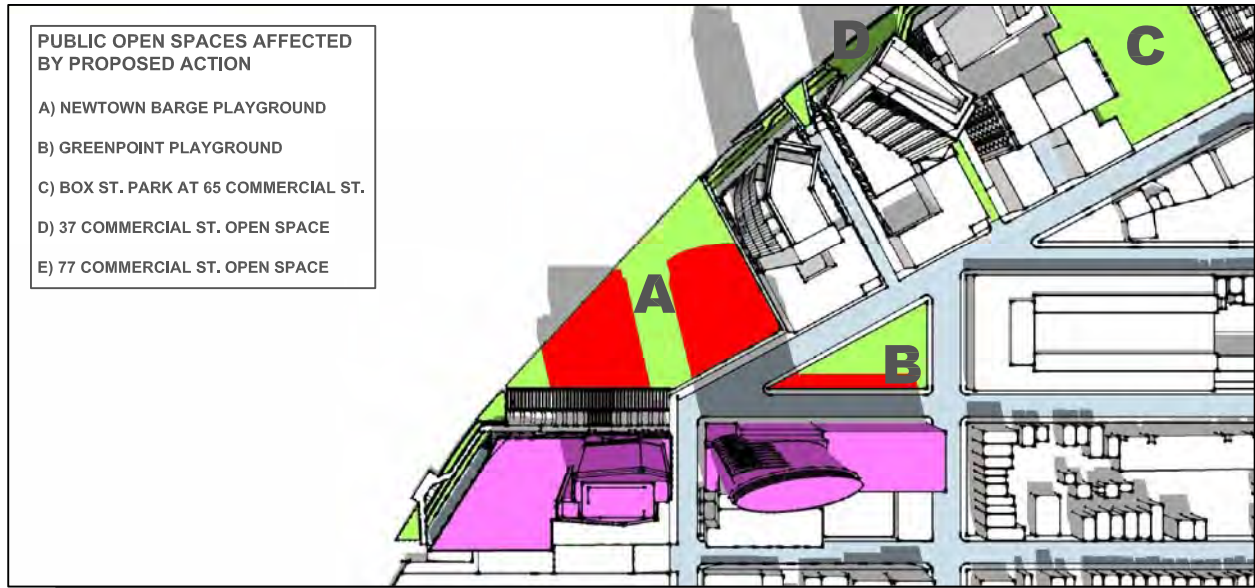 PUBLIC OPEN SPACES AFFECTED
BY PROPOSED ACTION
A) NEWTOWN BARGE PLAYGROUND
B) GREENPOINT PLAYGROUND
C) BOX ST. PARK AT 65 COMMERCIAL ST.
D) 37 COMMERCIAL ST. OPEN SPACE
E) 77 COMMERCIAL ST. OPEN SPACE
D
C
A
B